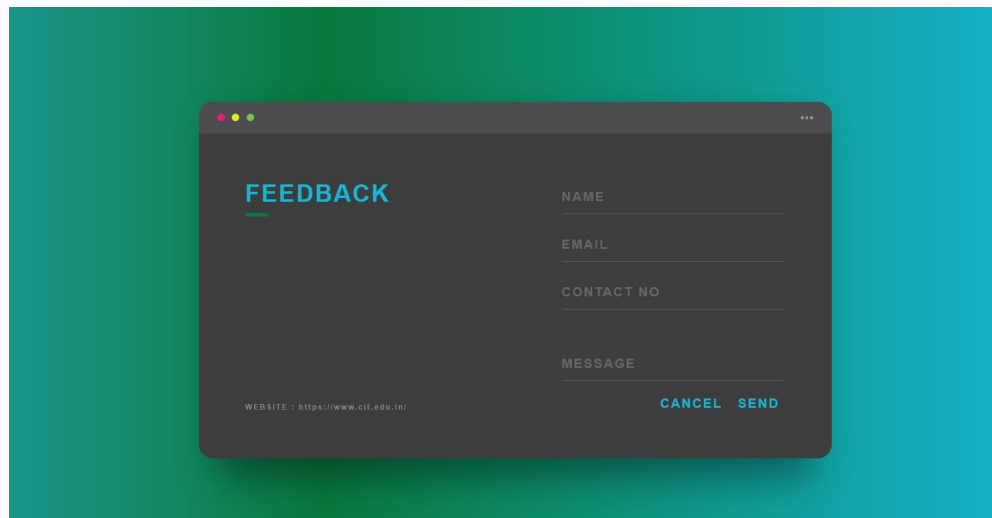 FEEDBACK
NAME
EMAIL
CONTACT NO
MESSAGE
CANCEL SEND
WEBSITE : https://www.cit.edu.in/